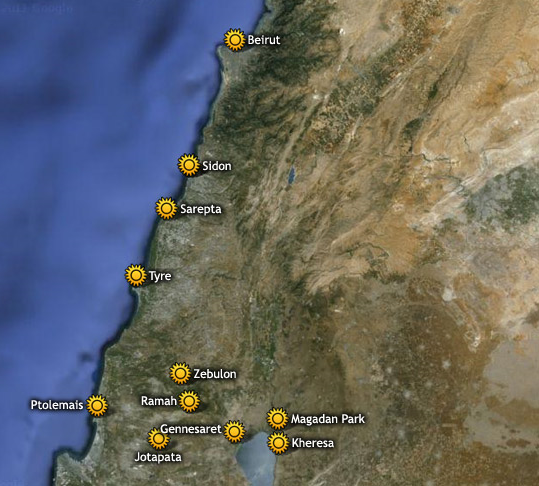 Beirut
Sidon
Sarepta
Tyre
Zebulon
Ramah
Ptolemais
Magadan Park
Gennesaret
Kheresa
Jotapata